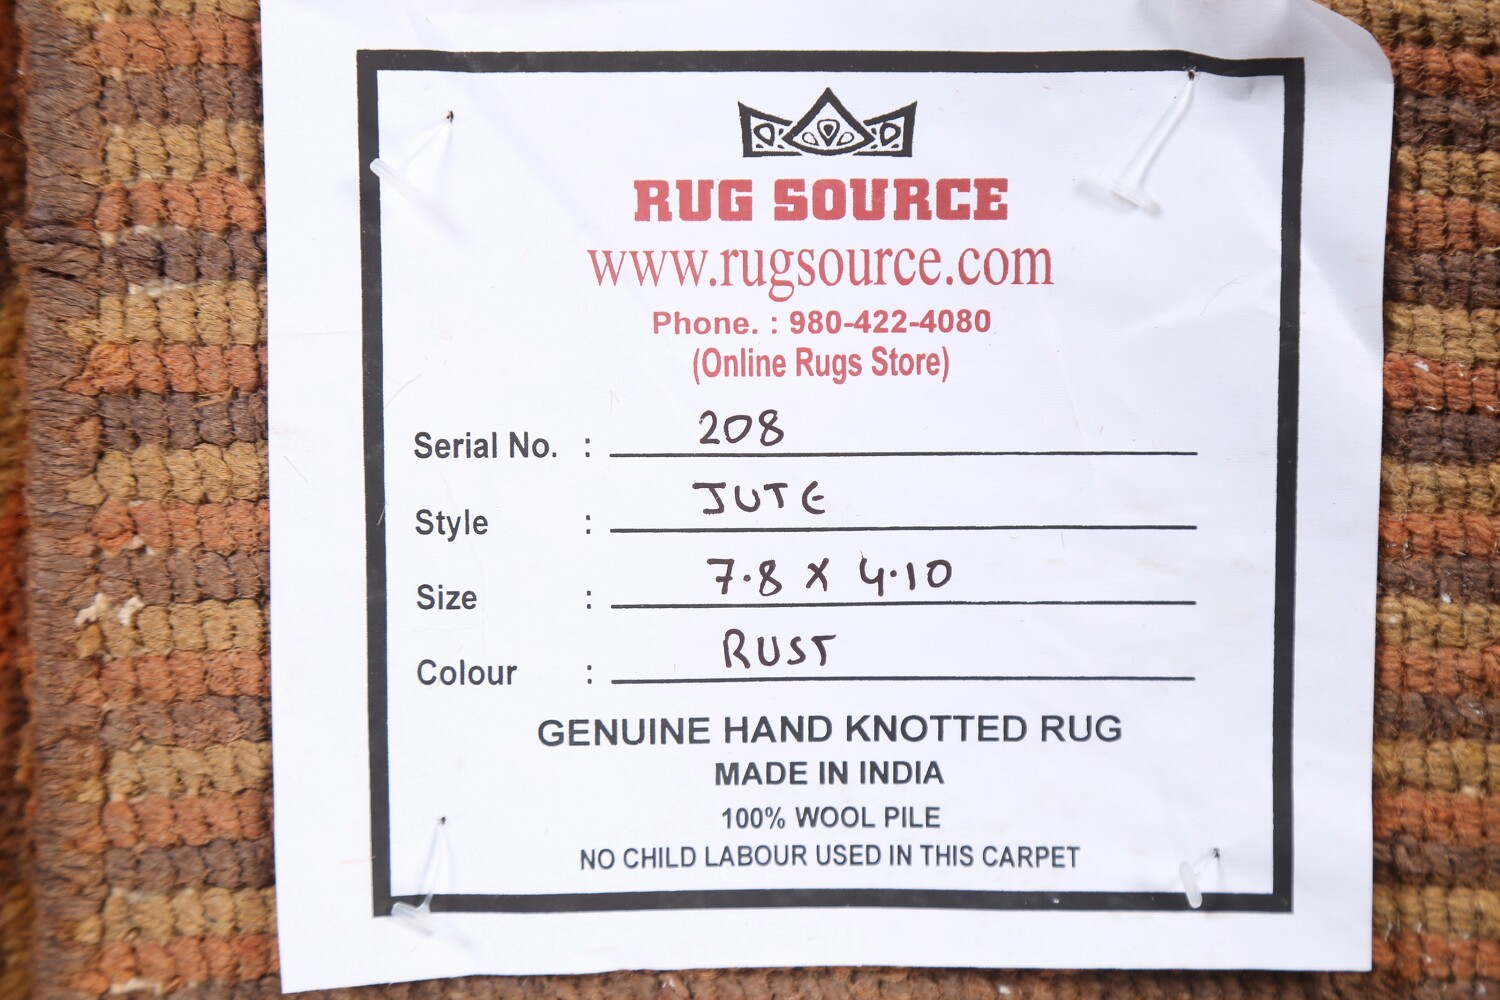 RUG SOURCE
www.rugsource.com
Phone. : 980-422-4080
(Online Rugs Store)
Serial No. : 208
Style : JUTE
Size : 7.8 X 4.10
Colour : RUST
GENUINE HAND KNOTTED RUG
MADE IN INDIA
100% WOOL PILE
NO CHILD LABOUR USED IN THIS CARPET